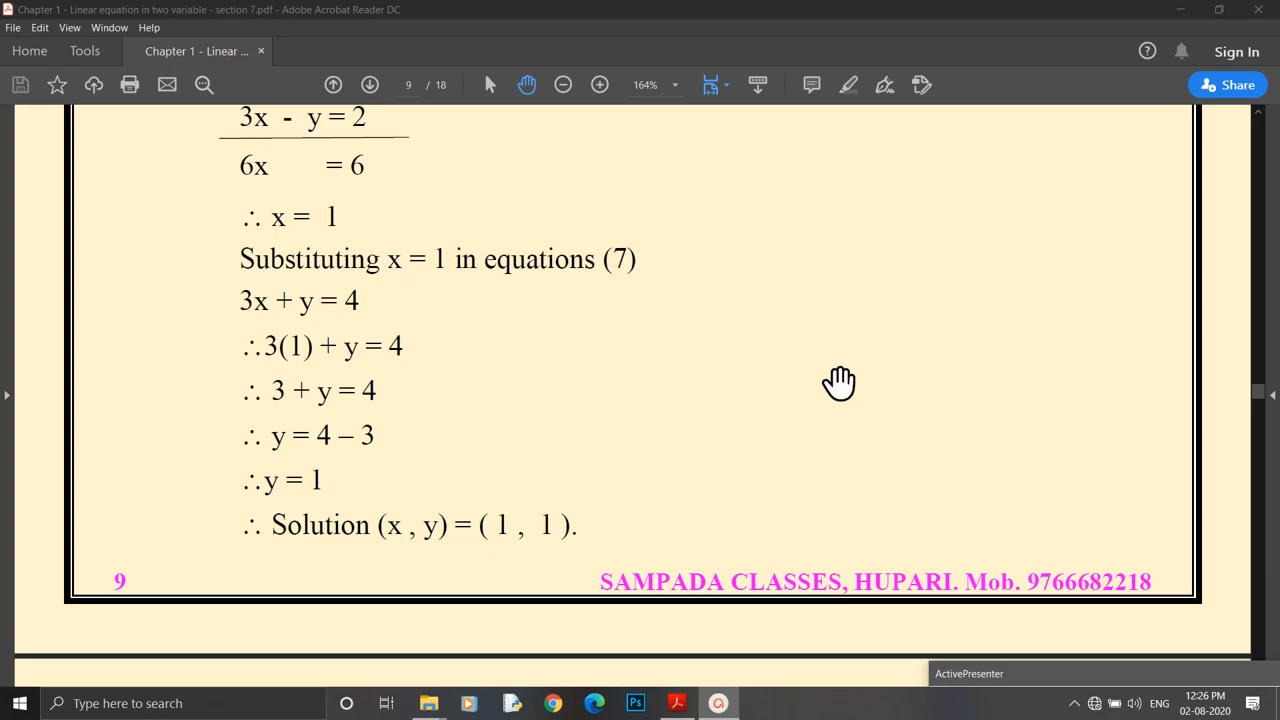 Chapter 1 - Linear equation in two variable - section 7.pdf - Adobe Acrobat Reader DC
File Edit View Window Help
Home Tools Chapter 1 - Linear ... × Sign In
9 / 18 164% Share
3x - y = 2
6x = 6
∴ x = 1
Substituting x = 1 in equations (7)
3x + y = 4
∴3(1) + y = 4
∴ 3 + y = 4
∴ y = 4 – 3
∴y = 1
∴ Solution (x , y) = ( 1 , 1 ).
9 SAMPADA CLASSES, HUPARI. Mob. 9766682218
ActivePresenter
Type here to search
ENG 12:26 PM
02-08-2020